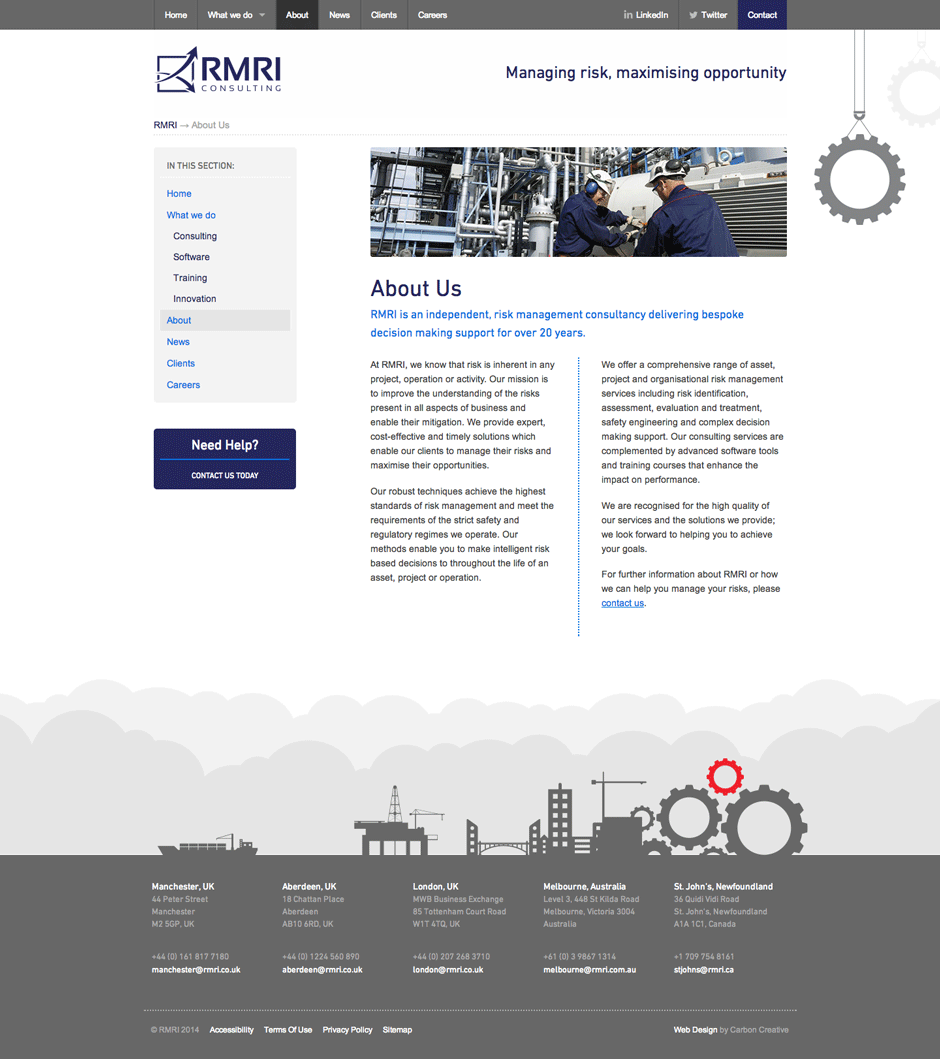 Home What we do About News Clients Careers LinkedIn Twitter Contact
RMRI
CONSULTING
Managing risk, maximising opportunity
RMRI → About Us
IN THIS SECTION:
Home
What we do
Consulting
Software
Training
Innovation
About
News
Clients
Careers
Need Help?
CONTACT US TODAY
About Us
RMRI is an independent, risk management consultancy delivering bespoke
decision making support for over 20 years.
At RMRI, we know that risk is inherent in any
project, operation or activity. Our mission is
to improve the understanding of the risks
present in all aspects of business and
enable their mitigation. We provide expert,
cost-effective and timely solutions which
enable our clients to manage their risks and
maximise their opportunities.
Our robust techniques achieve the highest
standards of risk management and meet the
requirements of the strict safety and
regulatory regimes we operate. Our
methods enable you to make intelligent risk
based decisions to throughout the life of an
asset, project or operation.
We offer a comprehensive range of asset,
project and organisational risk management
services including risk identification,
assessment, evaluation and treatment,
safety engineering and complex decision
making support. Our consulting services are
complemented by advanced software tools
and training courses that enhance the
impact on performance.
We are recognised for the high quality of
our services and the solutions we provide;
we look forward to helping you to achieve
your goals.
For further information about RMRI or how
we can help you manage your risks, please
contact us.
Manchester, UK
44 Peter Street
Manchester
M2 5GP, UK
+44 (0) 161 817 7180
manchester@rmri.co.uk
Aberdeen, UK
18 Chattan Place
Aberdeen
AB10 6RD, UK
+44 (0) 1224 560 890
aberdeen@rmri.co.uk
London, UK
MWB Business Exchange
85 Tottenham Court Road
W1T 4TQ, UK
+44 (0) 207 268 3710
london@rmri.co.uk
Melbourne, Australia
Level 3, 448 St Kilda Road
Melbourne, Victoria 3004
Australia
+61 (0) 3 9867 1314
melbourne@rmri.com.au
St. John's, Newfoundland
36 Quidi Vidi Road
St. John's, Newfoundland
A1A 1C1, Canada
+1 709 754 8161
stjohns@rmri.ca
© RMRI 2014 Accessibility Terms Of Use Privacy Policy Sitemap Web Design by Carbon Creative